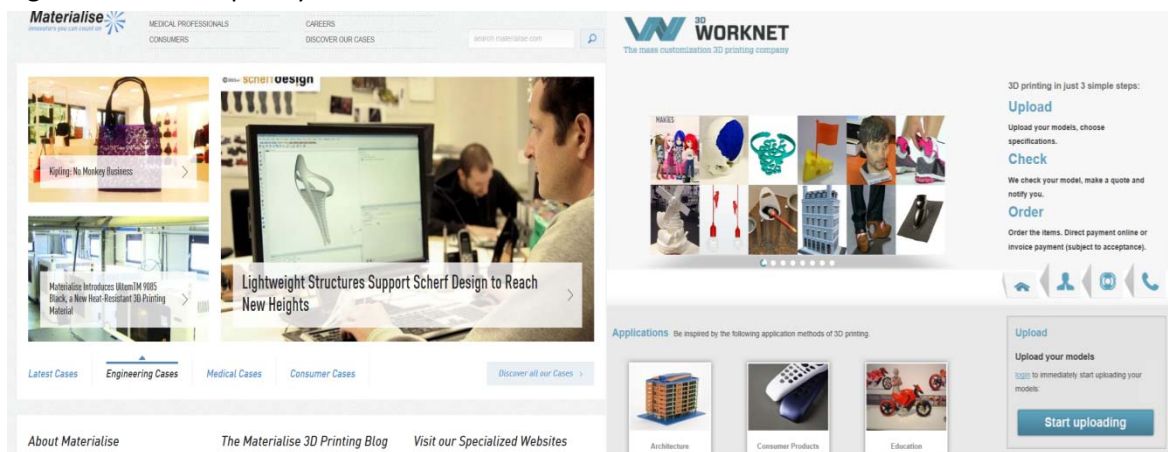 Materialise
innovators you can count on
MEDICAL PROFESSIONALS
CONSUMERS
CAREERS
DISCOVER OUR CASES
search materialise.com
Kipling: No Monkey Business
Materialise Introduces UltemTM 9085
Black, a New Heat-Resistant 3D Printing
Material
scherfdesign
Lightweight Structures Support Scherf Design to Reach
New Heights
Latest Cases
Engineering Cases
Medical Cases
Consumer Cases
Discover all our Cases
About Materialise
The Materialise 3D Printing Blog
Visit our Specialized Websites
3D
WORKNET
The mass customization 3D printing company
MAKIES
3D printing in just 3 simple steps:
Upload
Upload your models, choose
specifications.
Check
We check your model, make a quote and
notify you.
Order
Order the items. Direct payment online or
invoice payment (subject to acceptance).
Applications Be inspired by the following application methods of 3D printing.
Architecture
Consumer Products
Education
Upload
Upload your models
login to immediately start uploading your
models:
Start uploading